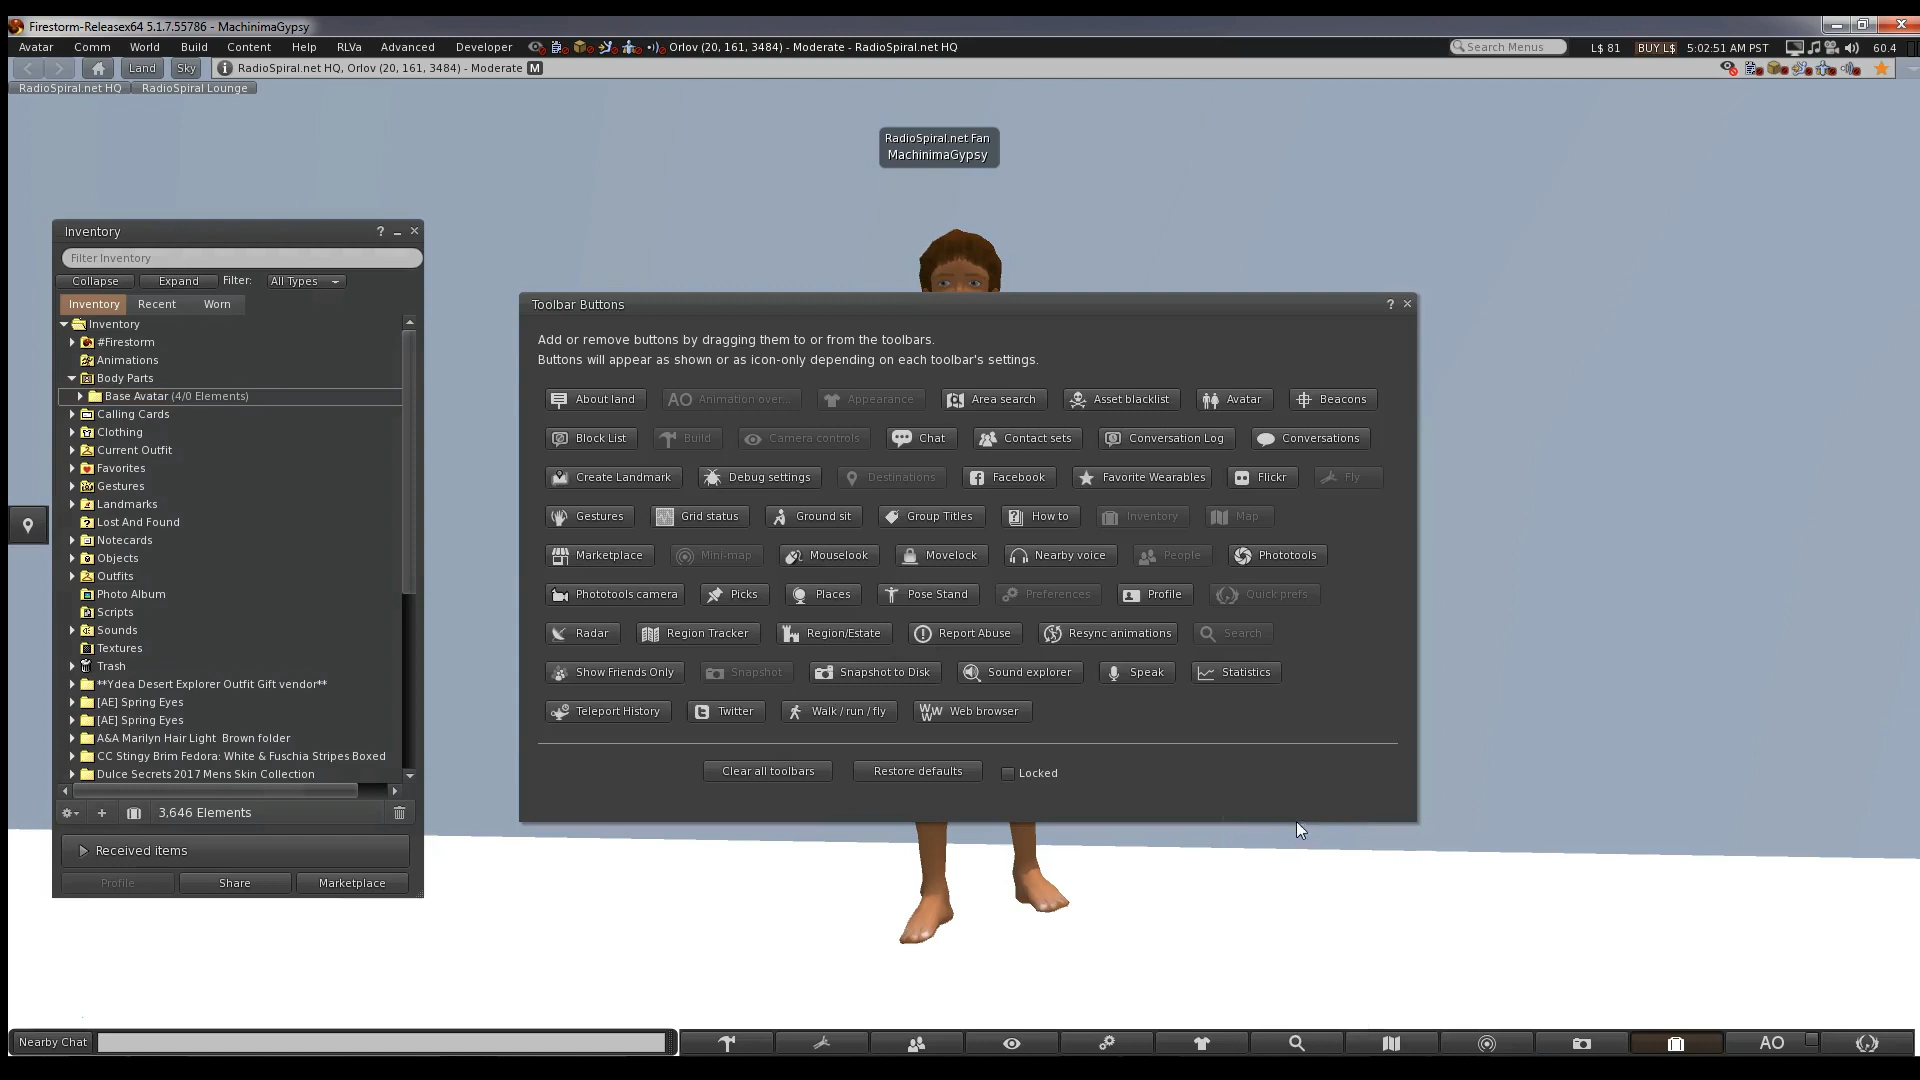 Firestorm-Releasex64 5.1.7.55786 - MachinimaGypsy
Avatar Comm World Build Content Help RLVa Advanced Developer Orlov (20, 161, 3484) - Moderate - RadioSpiral.net HQ Search Menus L$ 81 BUY L$ 5:02:51 AM PST 60.4
Land Sky RadioSpiral.net HQ, Orlov (20, 161, 3484) - Moderate M
RadioSpiral.net HQ RadioSpiral Lounge
RadioSpiral.net Fan
MachinimaGypsy
Inventory ?
Filter Inventory
Collapse Expand Filter: All Types
Inventory Recent Worn
Inventory
#Firestorm
Animations
Body Parts
Base Avatar (4/0 Elements)
Calling Cards
Clothing
Current Outfit
Favorites
Gestures
Landmarks
Lost And Found
Notecards
Objects
Outfits
Photo Album
Scripts
Sounds
Textures
Trash
**Ydea Desert Explorer Outfit Gift vendor**
[AE] Spring Eyes
[AE] Spring Eyes
A&A Marilyn Hair Light Brown folder
CC Stingy Brim Fedora: White & Fuschia Stripes Boxed
Dulce Secrets 2017 Mens Skin Collection
3,646 Elements
Received items
Profile Share Marketplace
Toolbar Buttons ?
Add or remove buttons by dragging them to or from the toolbars.
Buttons will appear as shown or as icon-only depending on each toolbar's settings.
About land AO Animation over... Appearance Area search Asset blacklist Avatar Beacons
Block List Build Camera controls Chat Contact sets Conversation Log Conversations
Create Landmark Debug settings Destinations Facebook Favorite Wearables Flickr Fly
Gestures Grid status Ground sit Group Titles How to Inventory Map
Marketplace Mini-map Mouselook Movelock Nearby voice People Phototools
Phototools camera Picks Places Pose Stand Preferences Profile Quick prefs
Radar Region Tracker Region/Estate Report Abuse Resync animations Search
Show Friends Only Snapshot Snapshot to Disk Sound explorer Speak Statistics
Teleport History Twitter Walk / run / fly Web browser
Clear all toolbars Restore defaults Locked
Nearby Chat AO